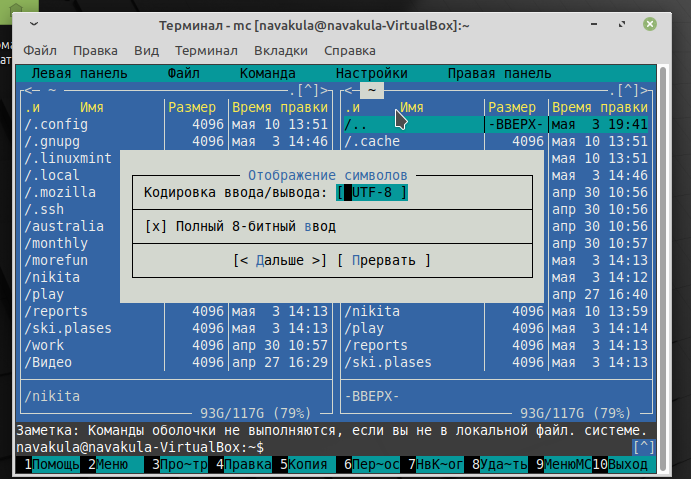 Терминал - mc [navakula@navakula-VirtualBox]:~
Файл Правка Вид Терминал Вкладки Справка
Левая панель Файл Команда Настройки Правая панель
<— ~ .[^]> <— ~ .[^]>
.и Имя Размер Время правки .и Имя Размер Время правки
/.config 4096 мая 10 13:51 /.. -ВВЕРХ- мая 3 19:41
/.gnupg 4096 мая 3 14:46 /.cache 4096 мая 10 13:51
/.linuxmint мая 10 13:51
/.local мая 3 14:46
/.mozilla апр 30 10:56
/.ssh апр 30 10:56
/australia апр 30 10:56
/monthly апр 30 10:57
/morefun мая 3 14:13
/nikita мая 3 14:12
/play апр 27 16:40
Отображение символов
Кодировка ввода/вывода: [ UTF-8 ]
[x] Полный 8-битный ввод
[< Дальше >] [ Прервать ]
/reports 4096 мая 3 14:13 /nikita 4096 мая 10 13:59
/ski.plases 4096 мая 3 14:13 /play 4096 мая 3 14:14
/work 4096 апр 30 10:57 /reports 4096 мая 3 14:13
/Видео 4096 апр 27 16:29 /ski.plases 4096 мая 3 14:13
/nikita -ВВЕРХ-
93G/117G (79%) 93G/117G (79%)
Заметка: Команды оболочки не выполняются, если вы не в локальной файл. системе.
navakula@navakula-VirtualBox:~$ [^]
1Помощь 2Меню 3Про~тр 4Правка 5Копия 6Пер~ос 7НвК~ог 8Уда~ть 9МенюMC 10Выход